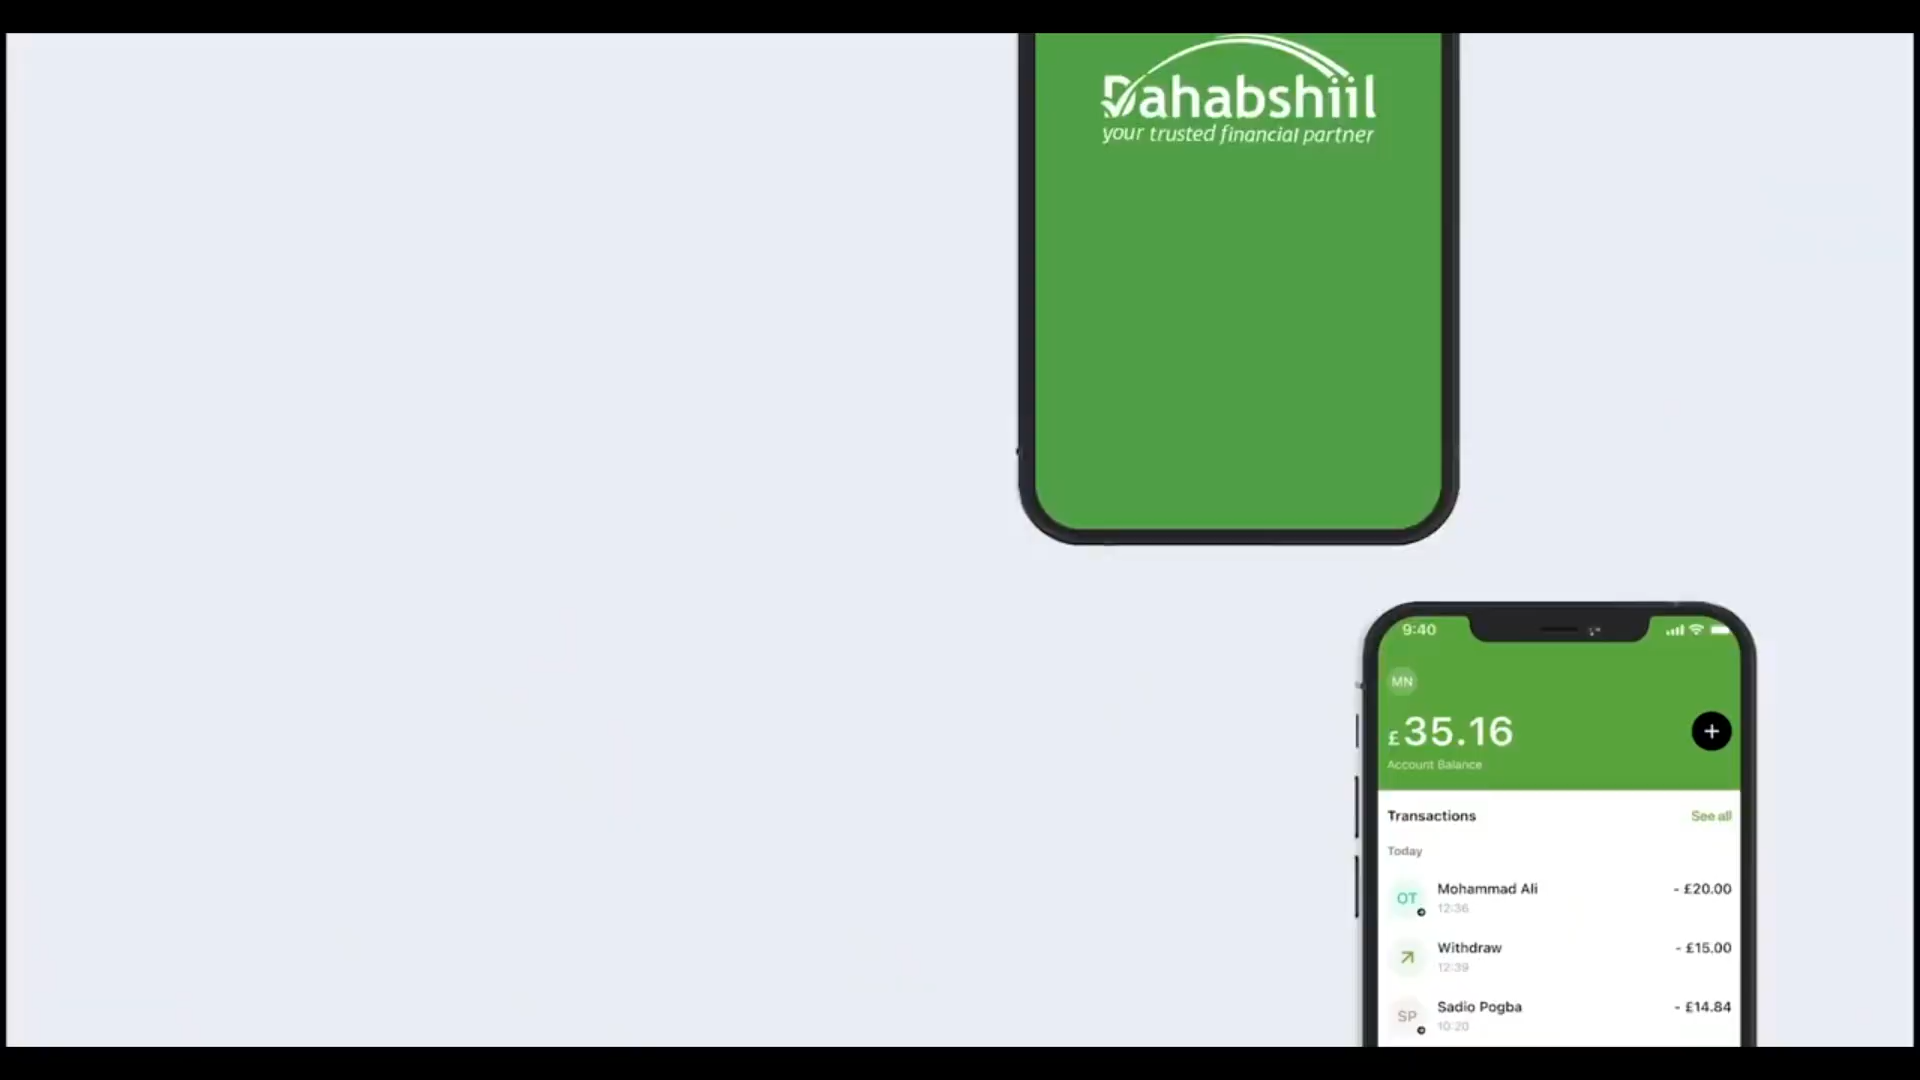 Dahabshiil
your trusted financial partner
9:40
MN
£35.16
+
Account Balance
Transactions See all
Today
OT Mohammad Ali - £20.00
12:36
Withdraw - £15.00
12:39
SP Sadio Pogba - £14.84
10:20